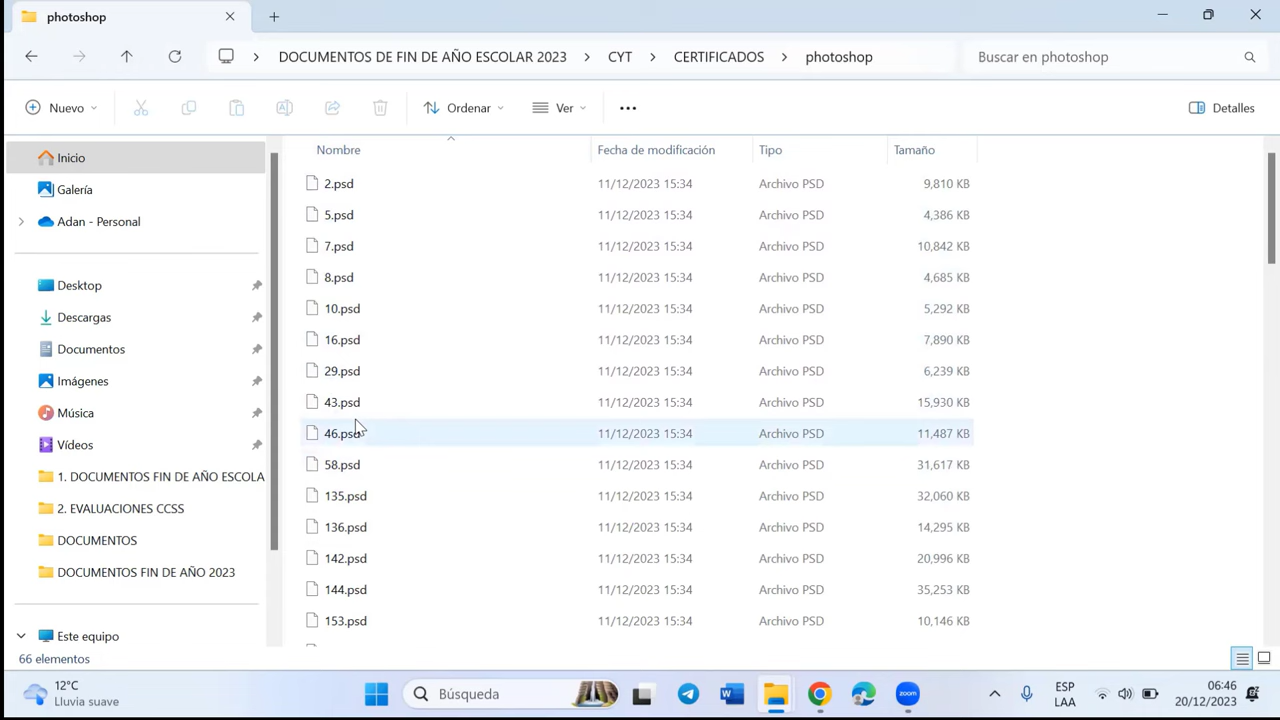 photoshop
DOCUMENTOS DE FIN DE AÑO ESCOLAR 2023 CYT CERTIFICADOS photoshop Buscar en photoshop
Nuevo Ordenar Ver Detalles
Inicio
Galería
Adan - Personal
Desktop
Descargas
Documentos
Imágenes
Música
Vídeos
1. DOCUMENTOS FIN DE AÑO ESCOLA
2. EVALUACIONES CCSS
DOCUMENTOS
DOCUMENTOS FIN DE AÑO 2023
Este equipo
Nombre Fecha de modificación Tipo Tamaño
2.psd 11/12/2023 15:34 Archivo PSD 9,810 KB
5.psd 11/12/2023 15:34 Archivo PSD 4,386 KB
7.psd 11/12/2023 15:34 Archivo PSD 10,842 KB
8.psd 11/12/2023 15:34 Archivo PSD 4,685 KB
10.psd 11/12/2023 15:34 Archivo PSD 5,292 KB
16.psd 11/12/2023 15:34 Archivo PSD 7,890 KB
29.psd 11/12/2023 15:34 Archivo PSD 6,239 KB
43.psd 11/12/2023 15:34 Archivo PSD 15,930 KB
46.psd 11/12/2023 15:34 Archivo PSD 11,487 KB
58.psd 11/12/2023 15:34 Archivo PSD 31,617 KB
135.psd 11/12/2023 15:34 Archivo PSD 32,060 KB
136.psd 11/12/2023 15:34 Archivo PSD 14,295 KB
142.psd 11/12/2023 15:34 Archivo PSD 20,996 KB
144.psd 11/12/2023 15:34 Archivo PSD 35,253 KB
153.psd 11/12/2023 15:34 Archivo PSD 10,146 KB
66 elementos
12°C
Lluvia suave
Búsqueda
zoom
ESP
LAA
06:46
20/12/2023